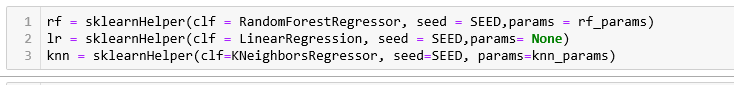 1 rf = sklearnHelper(clf = RandomForestRegressor, seed = SEED,params = rf_params)
2 lr = sklearnHelper(clf = LinearRegression, seed = SEED,params= None)
3 knn = sklearnHelper(clf=KNeighborsRegressor, seed=SEED, params=knn_params)